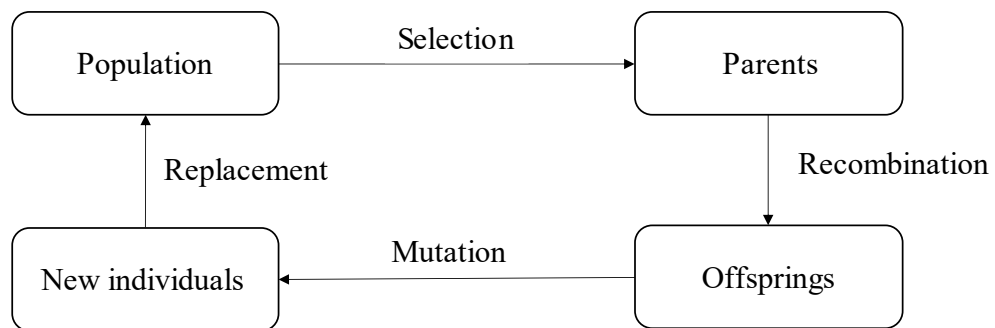 Population
Selection
Parents
Replacement
Recombination
New individuals
Mutation
Offsprings